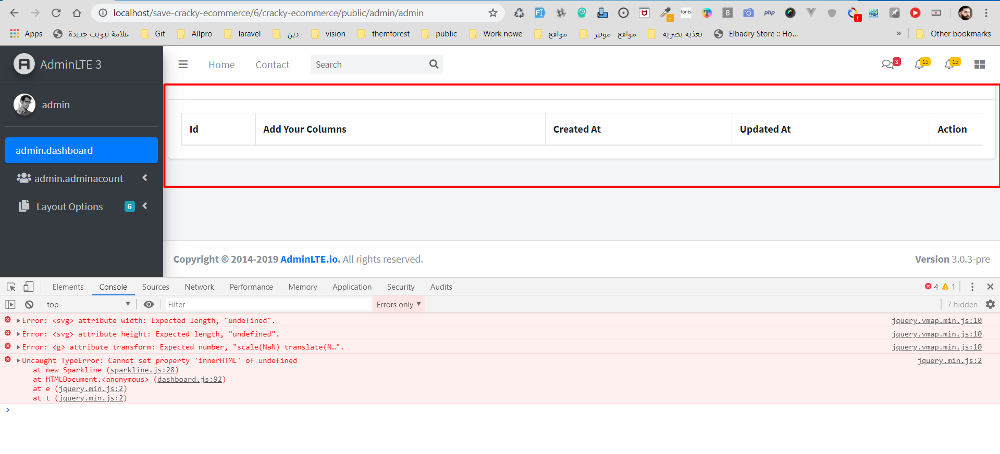 localhost/save-cracky-ecommerce/6/cracky-ecommerce/public/admin/admin
fonts
php
Apps علامة تبويب جديدة Git Allpro laravel دين vision themforest public Work nowe مواقع مواقع موتير تغذيه بصريه Elbadry Store :: Ho... » Other bookmarks
AdminLTE 3
Home Contact Search 3 15 15
admin
admin.dashboard
admin.adminacount
Layout Options 6
Id Add Your Columns Created At Updated At Action
Copyright © 2014-2019 AdminLTE.io. All rights reserved. Version 3.0.3-pre
Elements Console Sources Network Performance Memory Application Security Audits 4 1
top Filter Errors only 7 hidden
Error: <svg> attribute width: Expected length, "undefined". jquery.vmap.min.js:10
Error: <svg> attribute height: Expected length, "undefined". jquery.vmap.min.js:10
Error: <g> attribute transform: Expected number, "scale(NaN) translate(N…". jquery.vmap.min.js:10
Uncaught TypeError: Cannot set property 'innerHTML' of undefined jquery.min.js:2
at new Sparkline (sparkline.js:28)
at HTMLDocument.<anonymous> (dashboard.js:92)
at e (jquery.min.js:2)
at t (jquery.min.js:2)